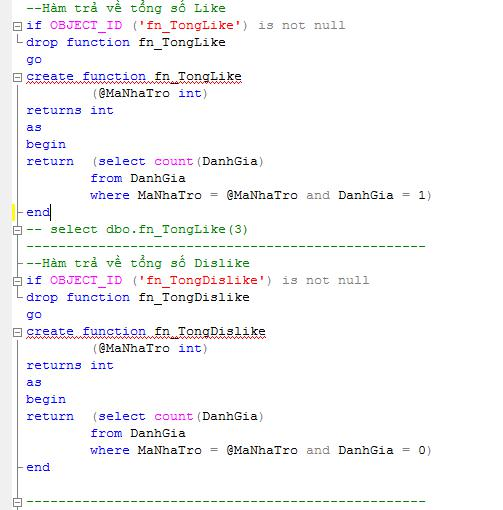 --Hàm trả về tổng số Like
if OBJECT_ID ('fn_TongLike') is not null
drop function fn_TongLike
go
create function fn_TongLike
(@MaNhaTro int)
returns int
as
begin
return (select count(DanhGia)
from DanhGia
where MaNhaTro = @MaNhaTro and DanhGia = 1)
end
-- select dbo.fn_TongLike(3)
--------------------------------------------------
--Hàm trả về tổng số Dislike
if OBJECT_ID ('fn_TongDislike') is not null
drop function fn_TongDislike
go
create function fn_TongDislike
(@MaNhaTro int)
returns int
as
begin
return (select count(DanhGia)
from DanhGia
where MaNhaTro = @MaNhaTro and DanhGia = 0)
end
--------------------------------------------------